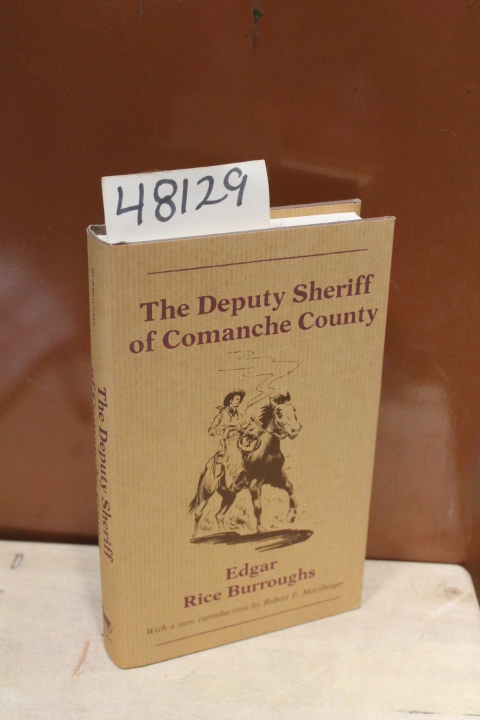 48129
The Deputy Sheriff
of Comanche County
Edgar
Rice Burroughs
With a new introduction by Robert E. Morsberger
The Deputy Sheriff